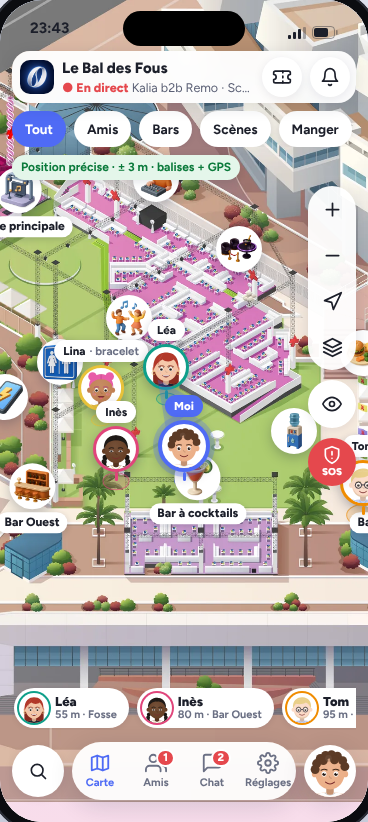 23:43
Le Bal des Fous
En direct Kalia b2b Remo · Sc...
Tout
Amis
Bars
Scènes
Manger
Position précise · ± 3 m · balises + GPS
e principale
Léa
Lina · bracelet
Inès
Moi
SOS
Tom
Bar Ouest
Bar à cocktails
Ba
Léa
55 m · Fosse
Inès
80 m · Bar Ouest
Tom
95 m ·
1
2
Carte
Amis
Chat
Réglages